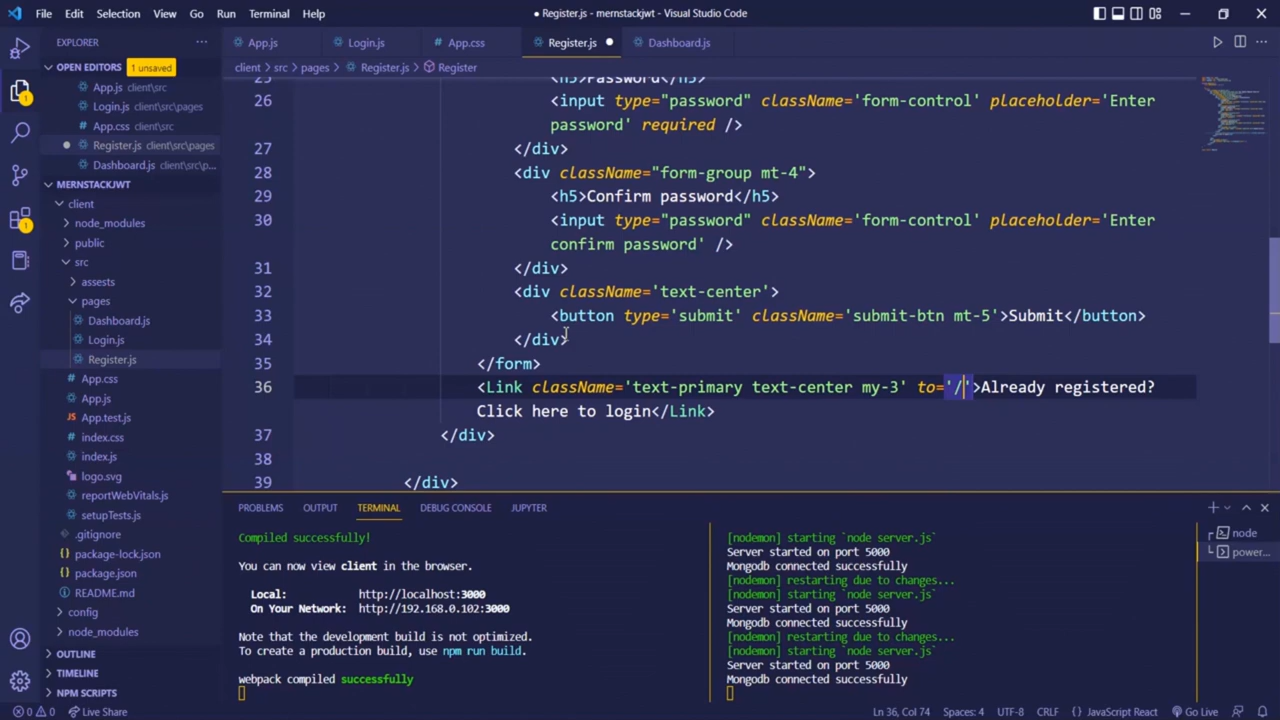 File Edit Selection View Go Run Terminal Help
● Register.js - mernstackjwt - Visual Studio Code
EXPLORER
OPEN EDITORS 1 unsaved
App.js client\src
Login.js client\src\pages
App.css client\src
Register.js client\src\pages
Dashboard.js client\src\p...
MERNSTACKJWT
client
node_modules
public
src
assests
pages
Dashboard.js
Login.js
Register.js
App.css
App.js
App.test.js
index.css
index.js
logo.svg
reportWebVitals.js
setupTests.js
.gitignore
package-lock.json
package.json
README.md
config
node_modules
OUTLINE
TIMELINE
NPM SCRIPTS
App.js Login.js App.css Register.js Dashboard.js
client > src > pages > Register.js > Register
25 <h5>Password</h5>
26 <input type="password" className='form-control' placeholder='Enter
password' required />
27 </div>
28 <div className="form-group mt-4">
29 <h5>Confirm password</h5>
30 <input type="password" className='form-control' placeholder='Enter
confirm password' />
31 </div>
32 <div className='text-center'>
33 <button type='submit' className='submit-btn mt-5'>Submit</button>
34 </div>
35 </form>
36 <Link className='text-primary text-center my-3' to='/'>Already registered?
Click here to login</Link>
37 </div>
38
39 </div>
PROBLEMS OUTPUT TERMINAL DEBUG CONSOLE JUPYTER
Compiled successfully!
You can now view client in the browser.
Local: http://localhost:3000
On Your Network: http://192.168.0.102:3000
Note that the development build is not optimized.
To create a production build, use npm run build.
webpack compiled successfully
[nodemon] starting `node server.js`
Server started on port 5000
Mongodb connected successfully
[nodemon] restarting due to changes...
[nodemon] starting `node server.js`
Server started on port 5000
Mongodb connected successfully
[nodemon] restarting due to changes...
[nodemon] starting `node server.js`
Server started on port 5000
Mongodb connected successfully
node
power...
0 0 Live Share
Ln 36, Col 74 Spaces: 4 UTF-8 CRLF {} JavaScript React Go Live